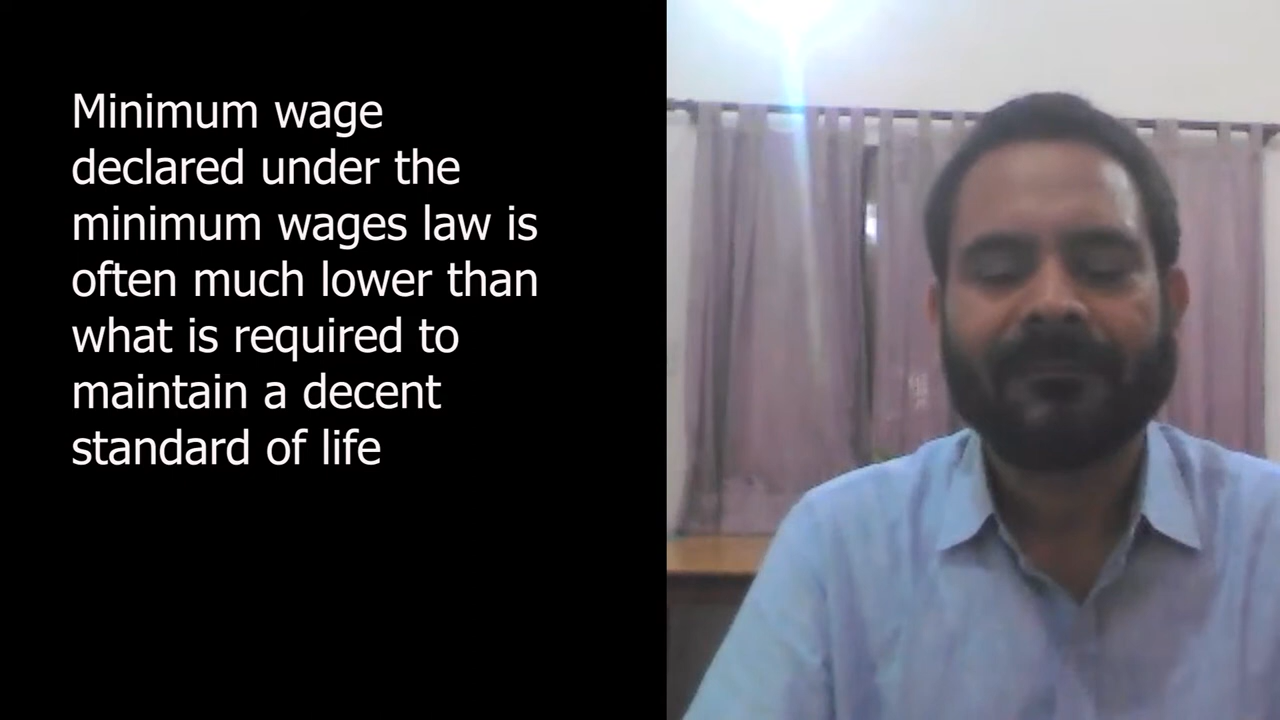 Minimum wage
declared under the
minimum wages law is
often much lower than
what is required to
maintain a decent
standard of life